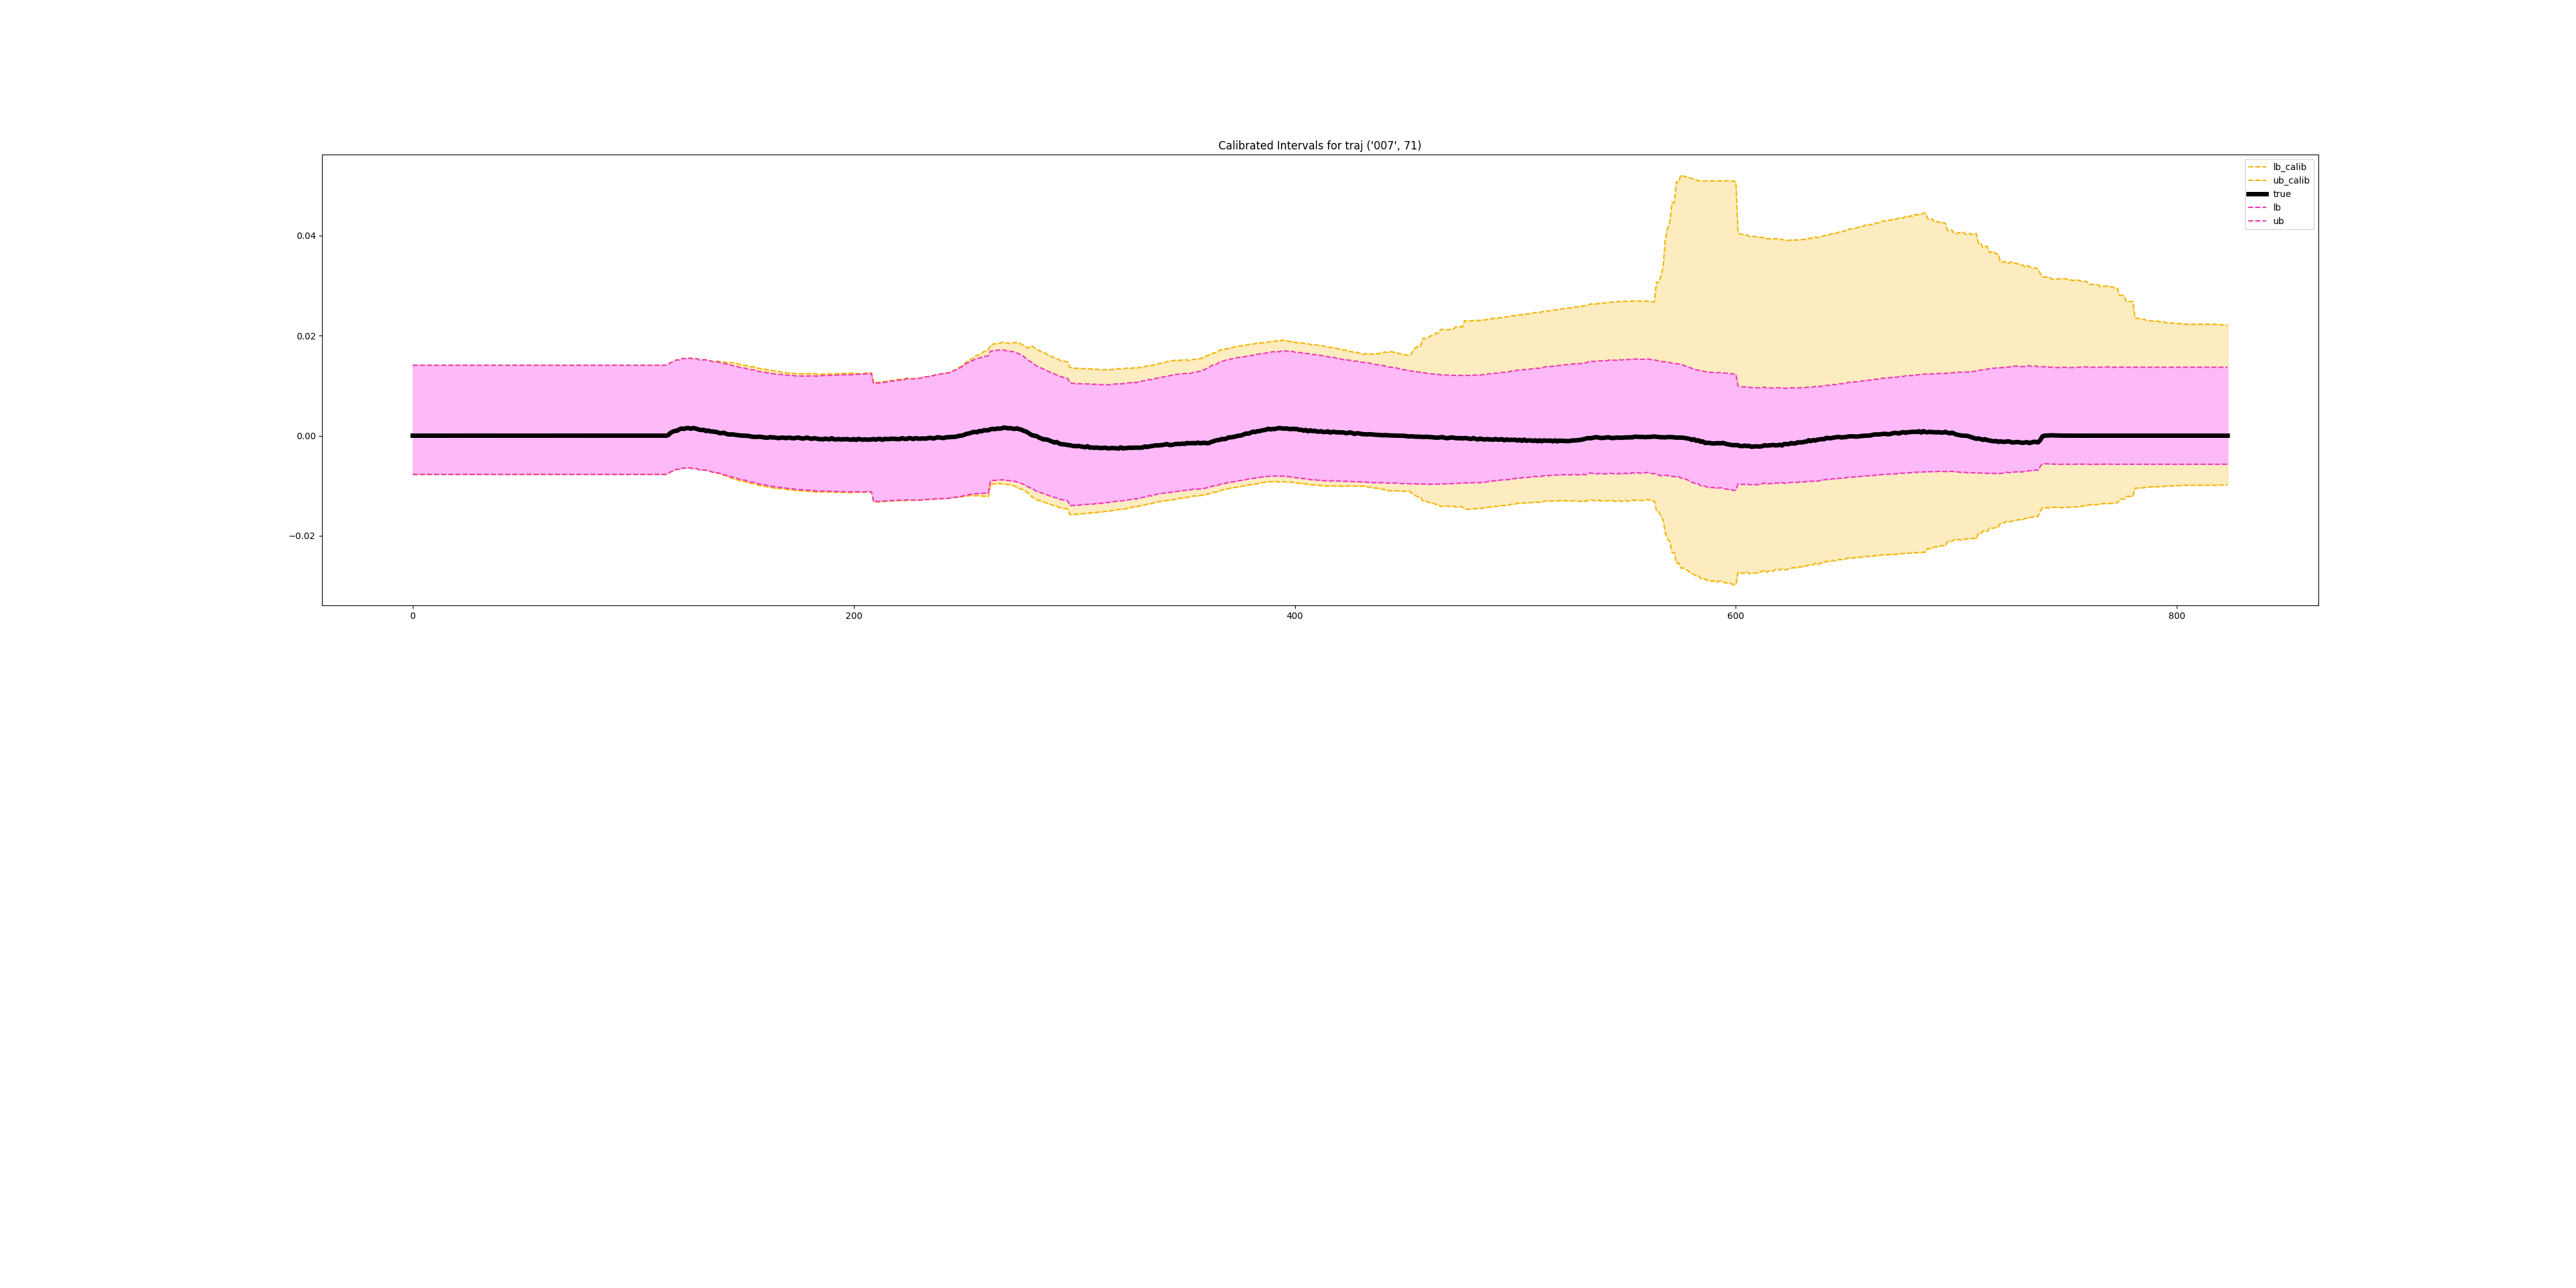 Calibrated Intervals for traj ('007', 71)
lb_calib
ub_calib
true
lb
ub
0.04
0.02
0.00
−0.02
0 200 400 600 800